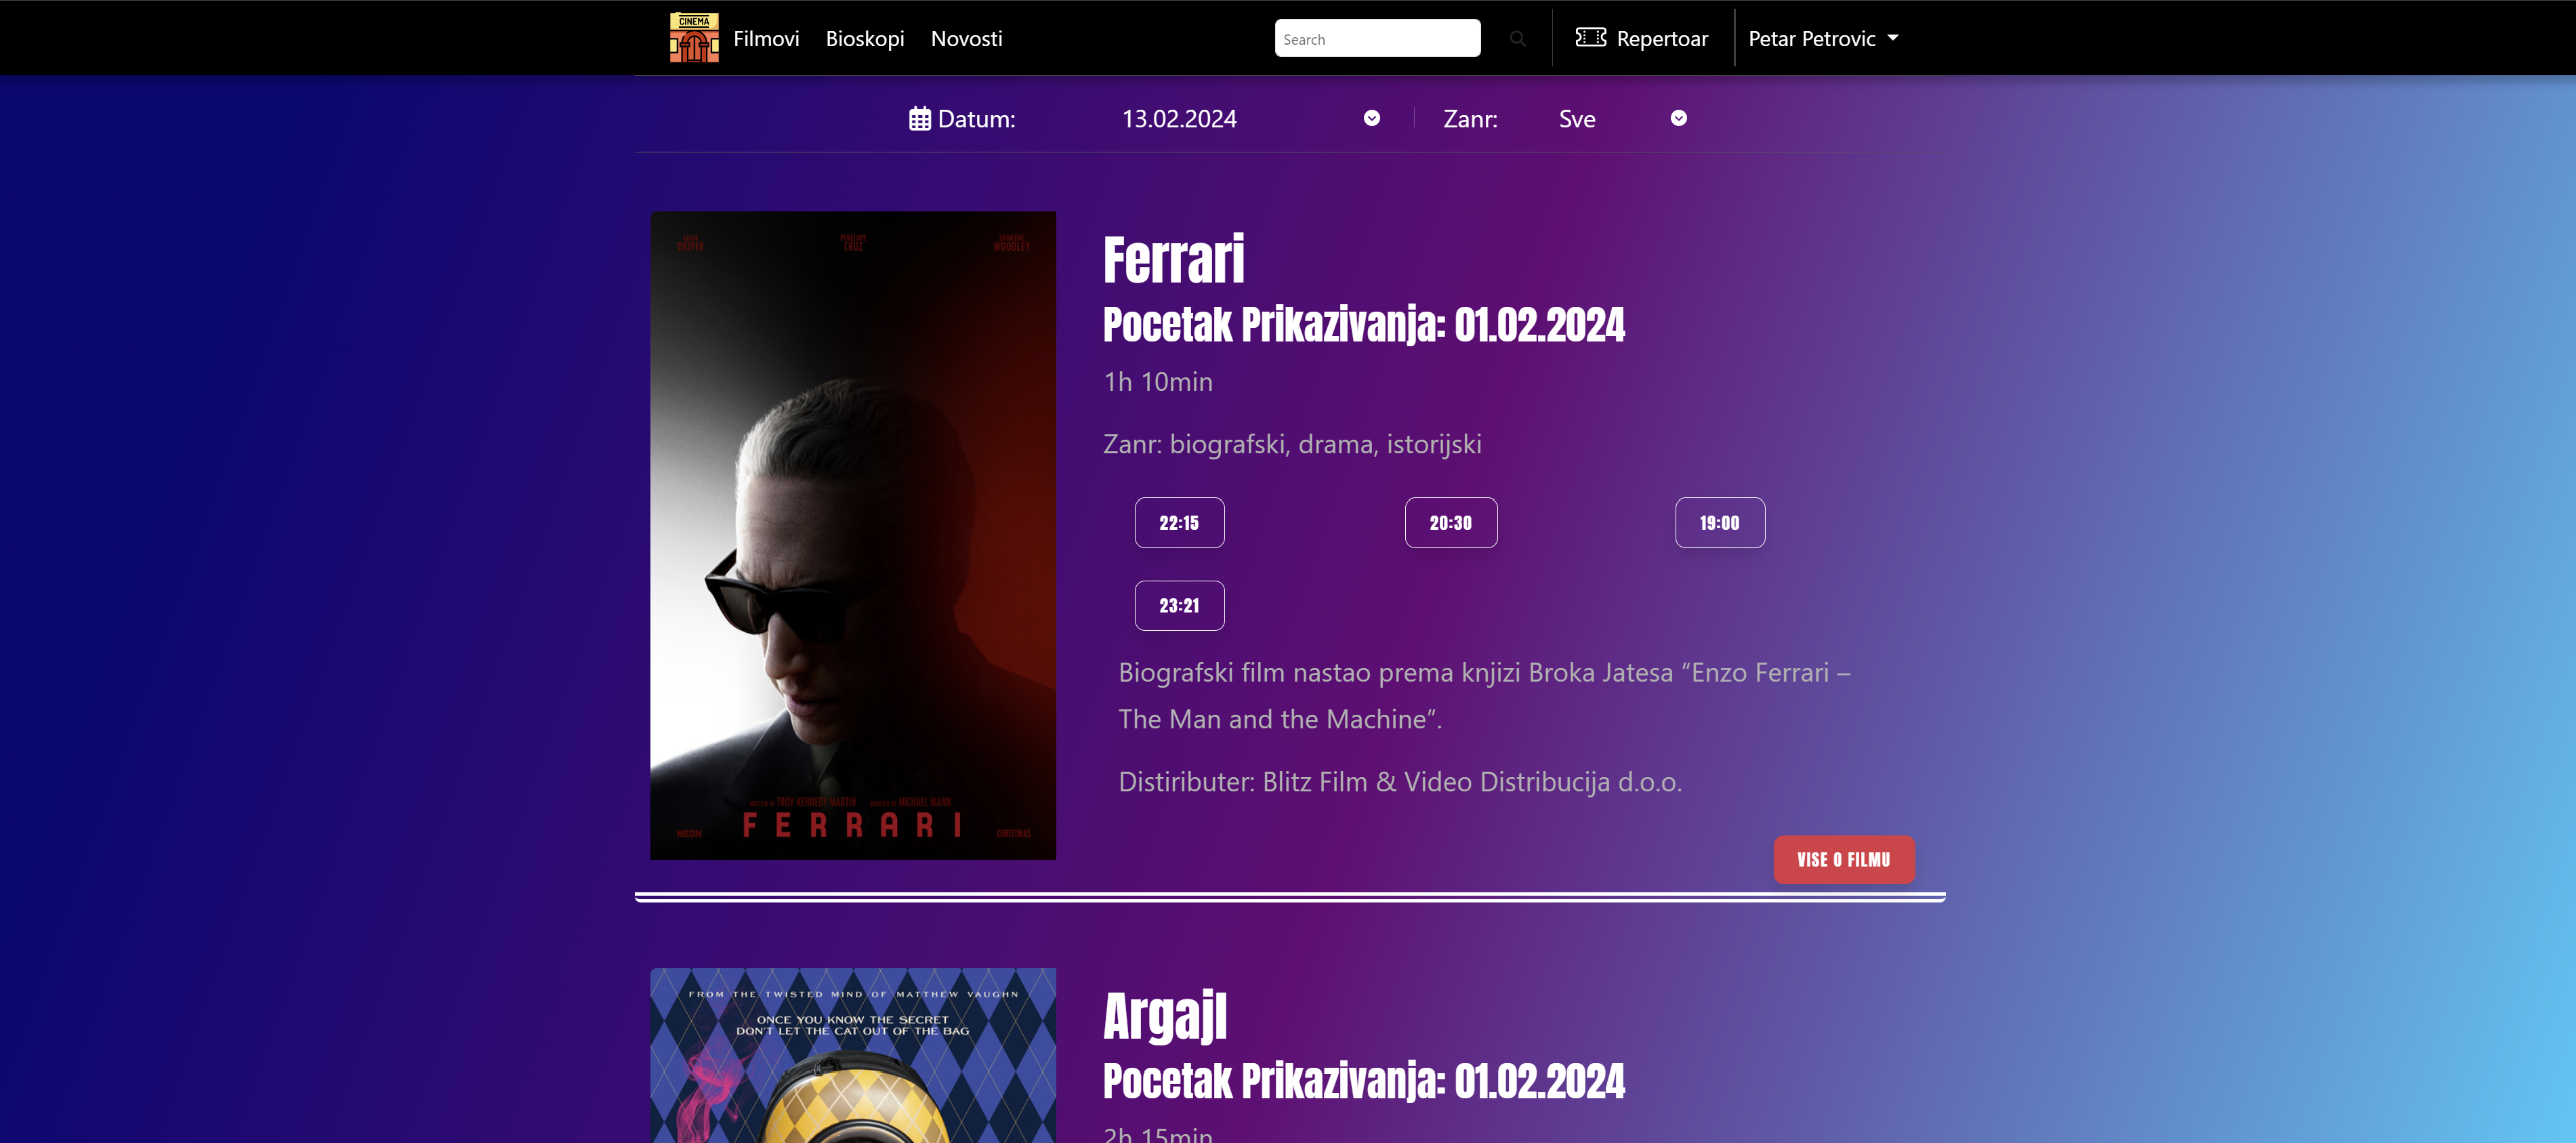 CINEMA
Filmovi Bioskopi Novosti Search Repertoar Petar Petrovic
Datum: 13.02.2024 Zanr: Sve
ADAM DRIVER PENELOPE CRUZ SHAILENE WOODLEY
Ferrari
Pocetak Prikazivanja: 01.02.2024
1h 10min
Zanr: biografski, drama, istorijski
22:15 20:30 19:00
23:21
Biografski film nastao prema knjizi Broka Jatesa “Enzo Ferrari –
The Man and the Machine”.
Distiributer: Blitz Film & Video Distribucija d.o.o.
WRITTEN BY TROY KENNEDY MARTIN DIRECTED BY MICHAEL MANN
FERRARI
NEON CHRISTMAS
VISE O FILMU
FROM THE TWISTED MIND OF MATTHEW VAUGHN
ONCE YOU KNOW THE SECRET
DON'T LET THE CAT OUT OF THE BAG
Argajl
Pocetak Prikazivanja: 01.02.2024
2h 15min